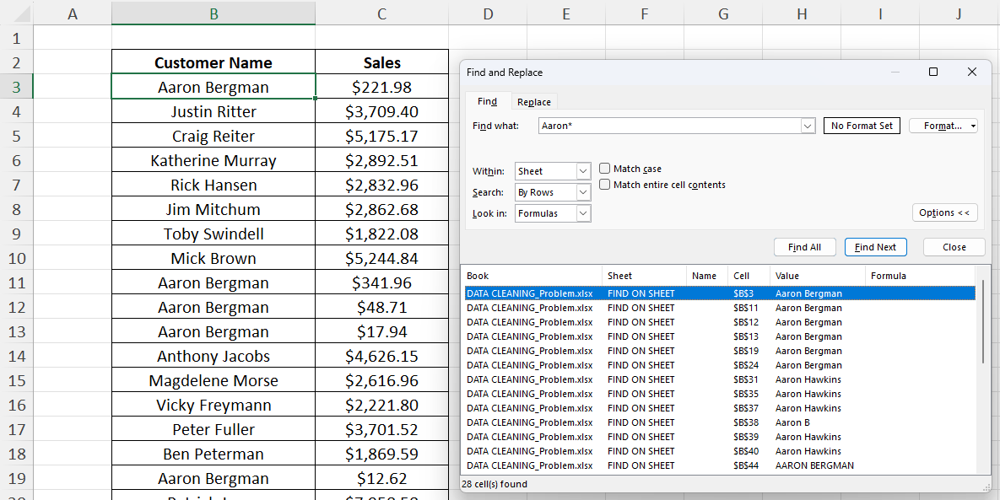 A B C D E F G H I J
1
2 Customer Name Sales
3 Aaron Bergman $221.98
4 Justin Ritter $3,709.40
5 Craig Reiter $5,175.17
6 Katherine Murray $2,892.51
7 Rick Hansen $2,832.96
8 Jim Mitchum $2,862.68
9 Toby Swindell $1,822.08
10 Mick Brown $5,244.84
11 Aaron Bergman $341.96
12 Aaron Bergman $48.71
13 Aaron Bergman $17.94
14 Anthony Jacobs $4,626.15
15 Magdelene Morse $2,616.96
16 Vicky Freymann $2,221.80
17 Peter Fuller $3,701.52
18 Ben Peterman $1,869.59
19 Aaron Bergman $12.62
Find and Replace
Find Replace
Find what: Aaron* No Format Set Format...
Within: Sheet Match case
Search: By Rows Match entire cell contents
Look in: Formulas Options <<
Find All Find Next Close
Book Sheet Name Cell Value Formula
DATA CLEANING_Problem.xlsx FIND ON SHEET $B$3 Aaron Bergman
DATA CLEANING_Problem.xlsx FIND ON SHEET $B$11 Aaron Bergman
DATA CLEANING_Problem.xlsx FIND ON SHEET $B$12 Aaron Bergman
DATA CLEANING_Problem.xlsx FIND ON SHEET $B$13 Aaron Bergman
DATA CLEANING_Problem.xlsx FIND ON SHEET $B$19 Aaron Bergman
DATA CLEANING_Problem.xlsx FIND ON SHEET $B$24 Aaron Bergman
DATA CLEANING_Problem.xlsx FIND ON SHEET $B$31 Aaron Hawkins
DATA CLEANING_Problem.xlsx FIND ON SHEET $B$35 Aaron Hawkins
DATA CLEANING_Problem.xlsx FIND ON SHEET $B$37 Aaron Hawkins
DATA CLEANING_Problem.xlsx FIND ON SHEET $B$38 Aaron B
DATA CLEANING_Problem.xlsx FIND ON SHEET $B$39 Aaron Hawkins
DATA CLEANING_Problem.xlsx FIND ON SHEET $B$40 Aaron Hawkins
DATA CLEANING_Problem.xlsx FIND ON SHEET $B$44 AARON BERGMAN
28 cell(s) found